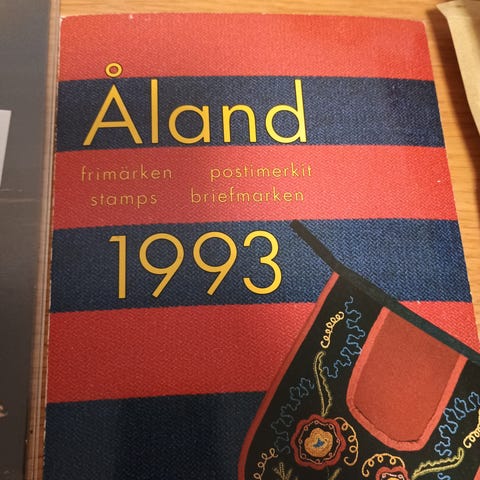 Åland
frimärken postimerkit
stamps briefmarken
1993